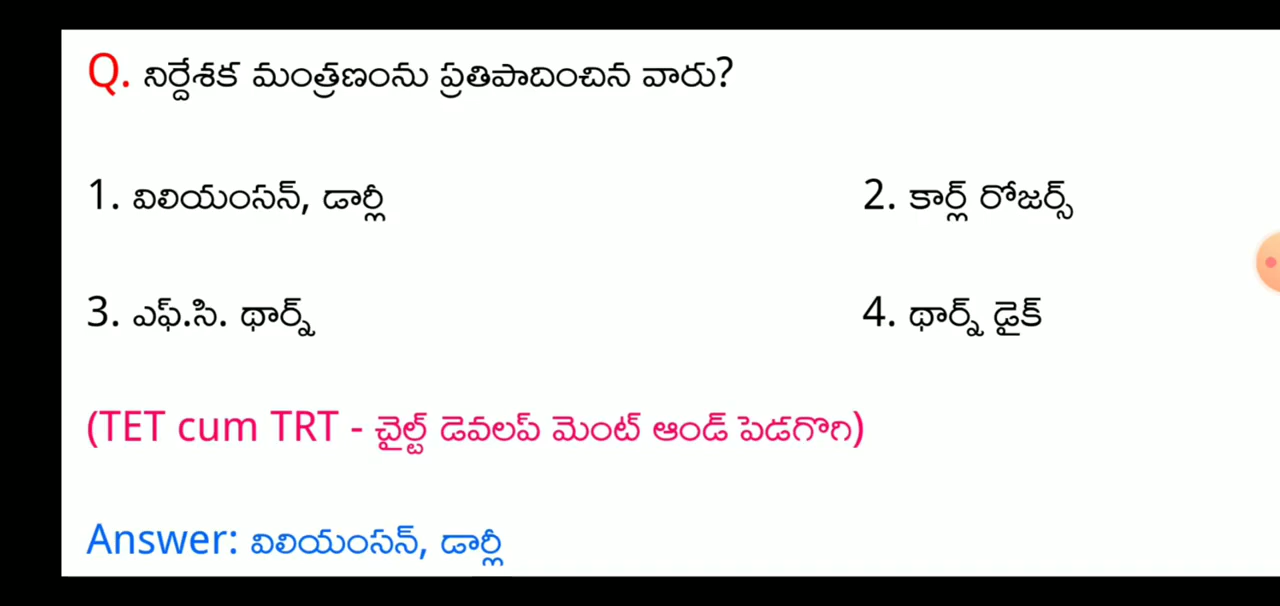 Q. నిర్దేశక మంత్రణంను ప్రతిపాదించిన వారు?
1. విలియంసన్, డార్లీ 2. కార్ల్ రోజర్స్
3. ఎఫ్.సి. థార్న్ 4. థార్న్ డైక్
(TET cum TRT - చైల్ట్ డెవలప్ మెంట్ ఆండ్ పెడగొగి)
Answer: విలియంసన్, డార్లీ